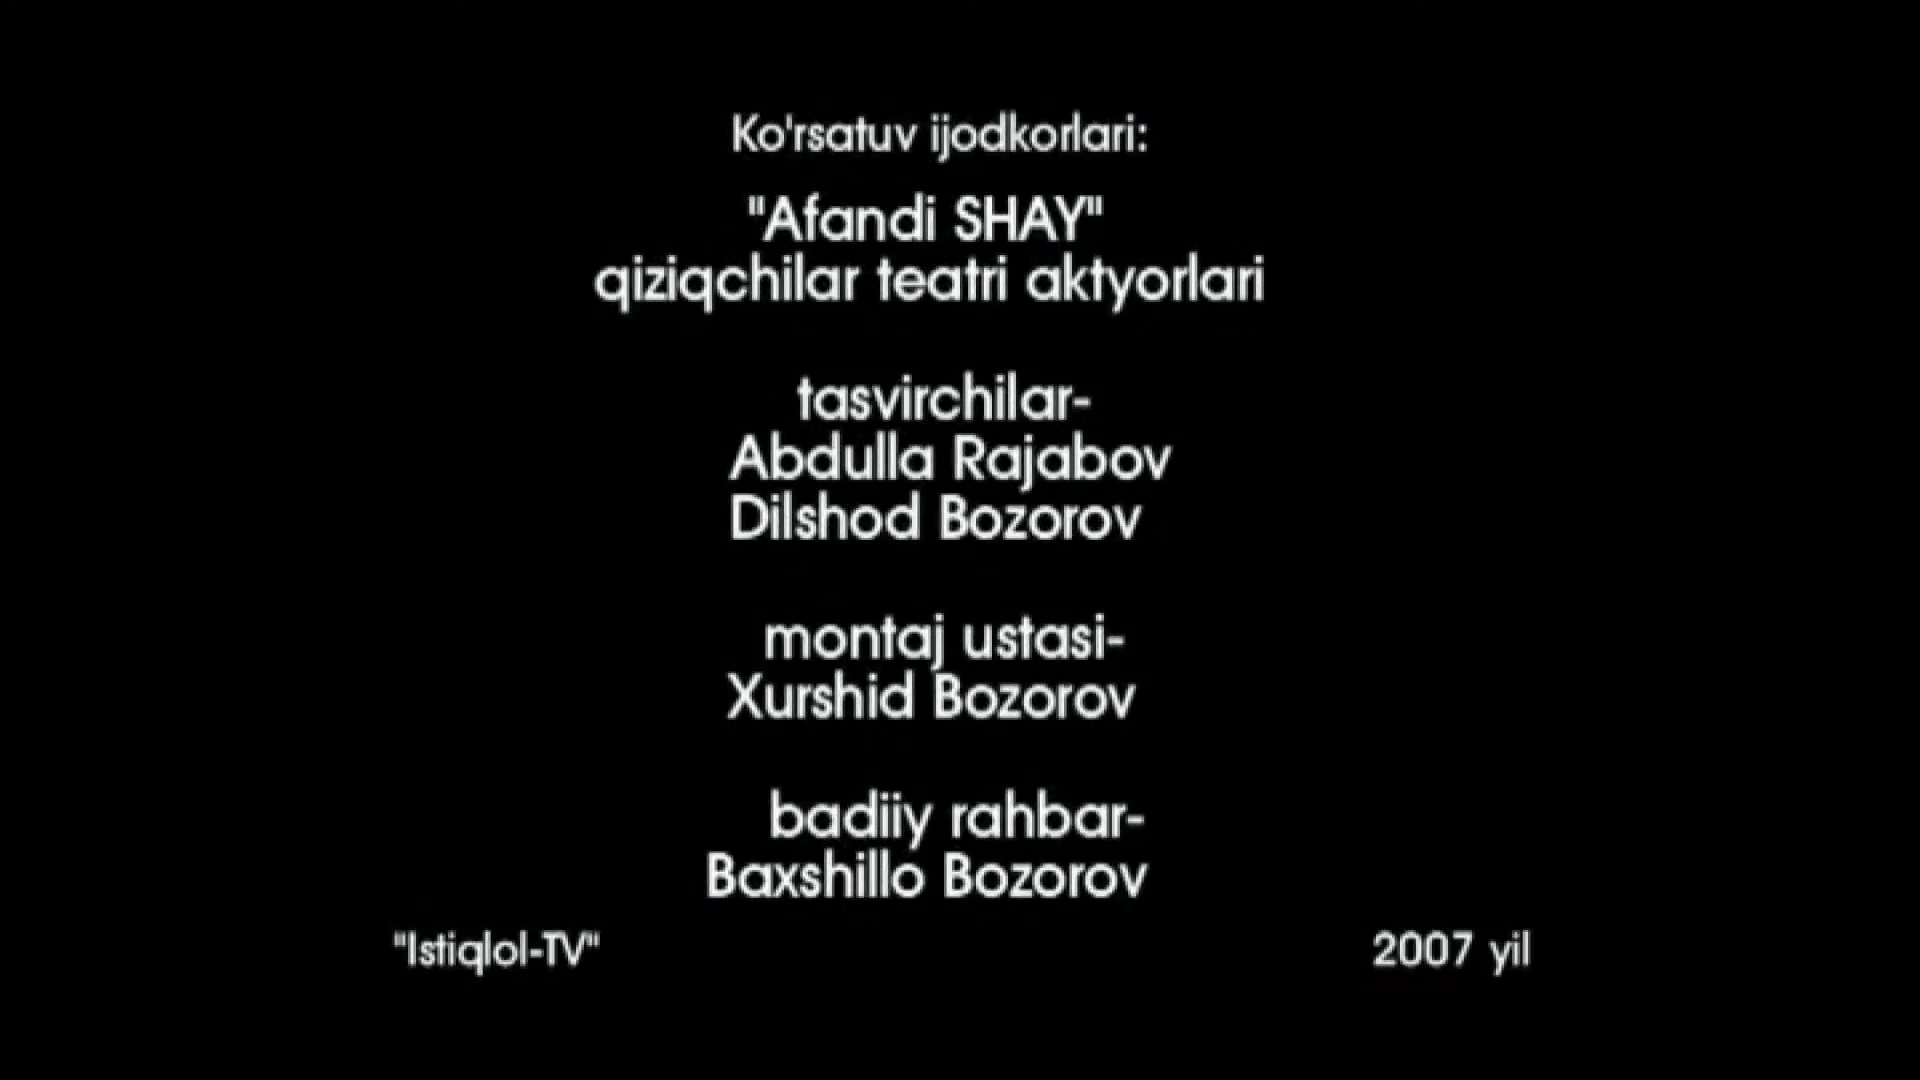 Ko'rsatuv ijodkorlari:
"Afandi SHAY"
qiziqchilar teatri aktyorlari
tasvirchilar-
Abdulla Rajabov
Dilshod Bozorov
montaj ustasi-
Xurshid Bozorov
badiiy rahbar-
Baxshillo Bozorov
"Istiqlol-TV"
2007 yil